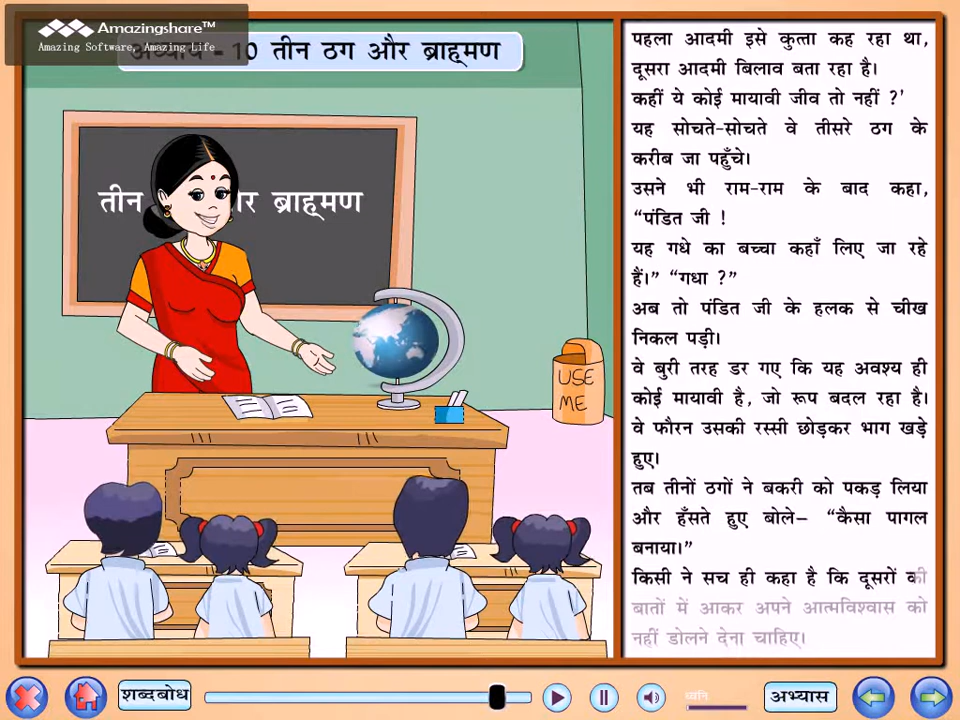 Amazingshare™
Amazing Software, Amazing Life
अध्याय - 10 तीन ठग और ब्राह्मण
तीन और ब्राह्मण
USE
ME
पहला आदमी इसे कुत्ता कह रहा था,
दूसरा आदमी बिलाव बता रहा है।
कहीं ये कोई मायावी जीव तो नहीं ?'
यह सोचते-सोचते वे तीसरे ठग के
करीब जा पहुँचे।
उसने भी राम-राम के बाद कहा,
“पंडित जी !
यह गधे का बच्चा कहाँ लिए जा रहे
हैं।” “गधा ?”
अब तो पंडित जी के हलक से चीख
निकल पड़ी।
वे बुरी तरह डर गए कि यह अवश्य ही
कोई मायावी है, जो रूप बदल रहा है।
वे फौरन उसकी रस्सी छोड़कर भाग खड़े
हुए।
तब तीनों ठगों ने बकरी को पकड़ लिया
और हँसते हुए बोले– “कैसा पागल
बनाया।”
किसी ने सच ही कहा है कि दूसरों की
बातों में आकर अपने आत्मविश्वास को
नहीं डोलने देना चाहिए।
शब्दबोध
ध्वनि
अभ्यास